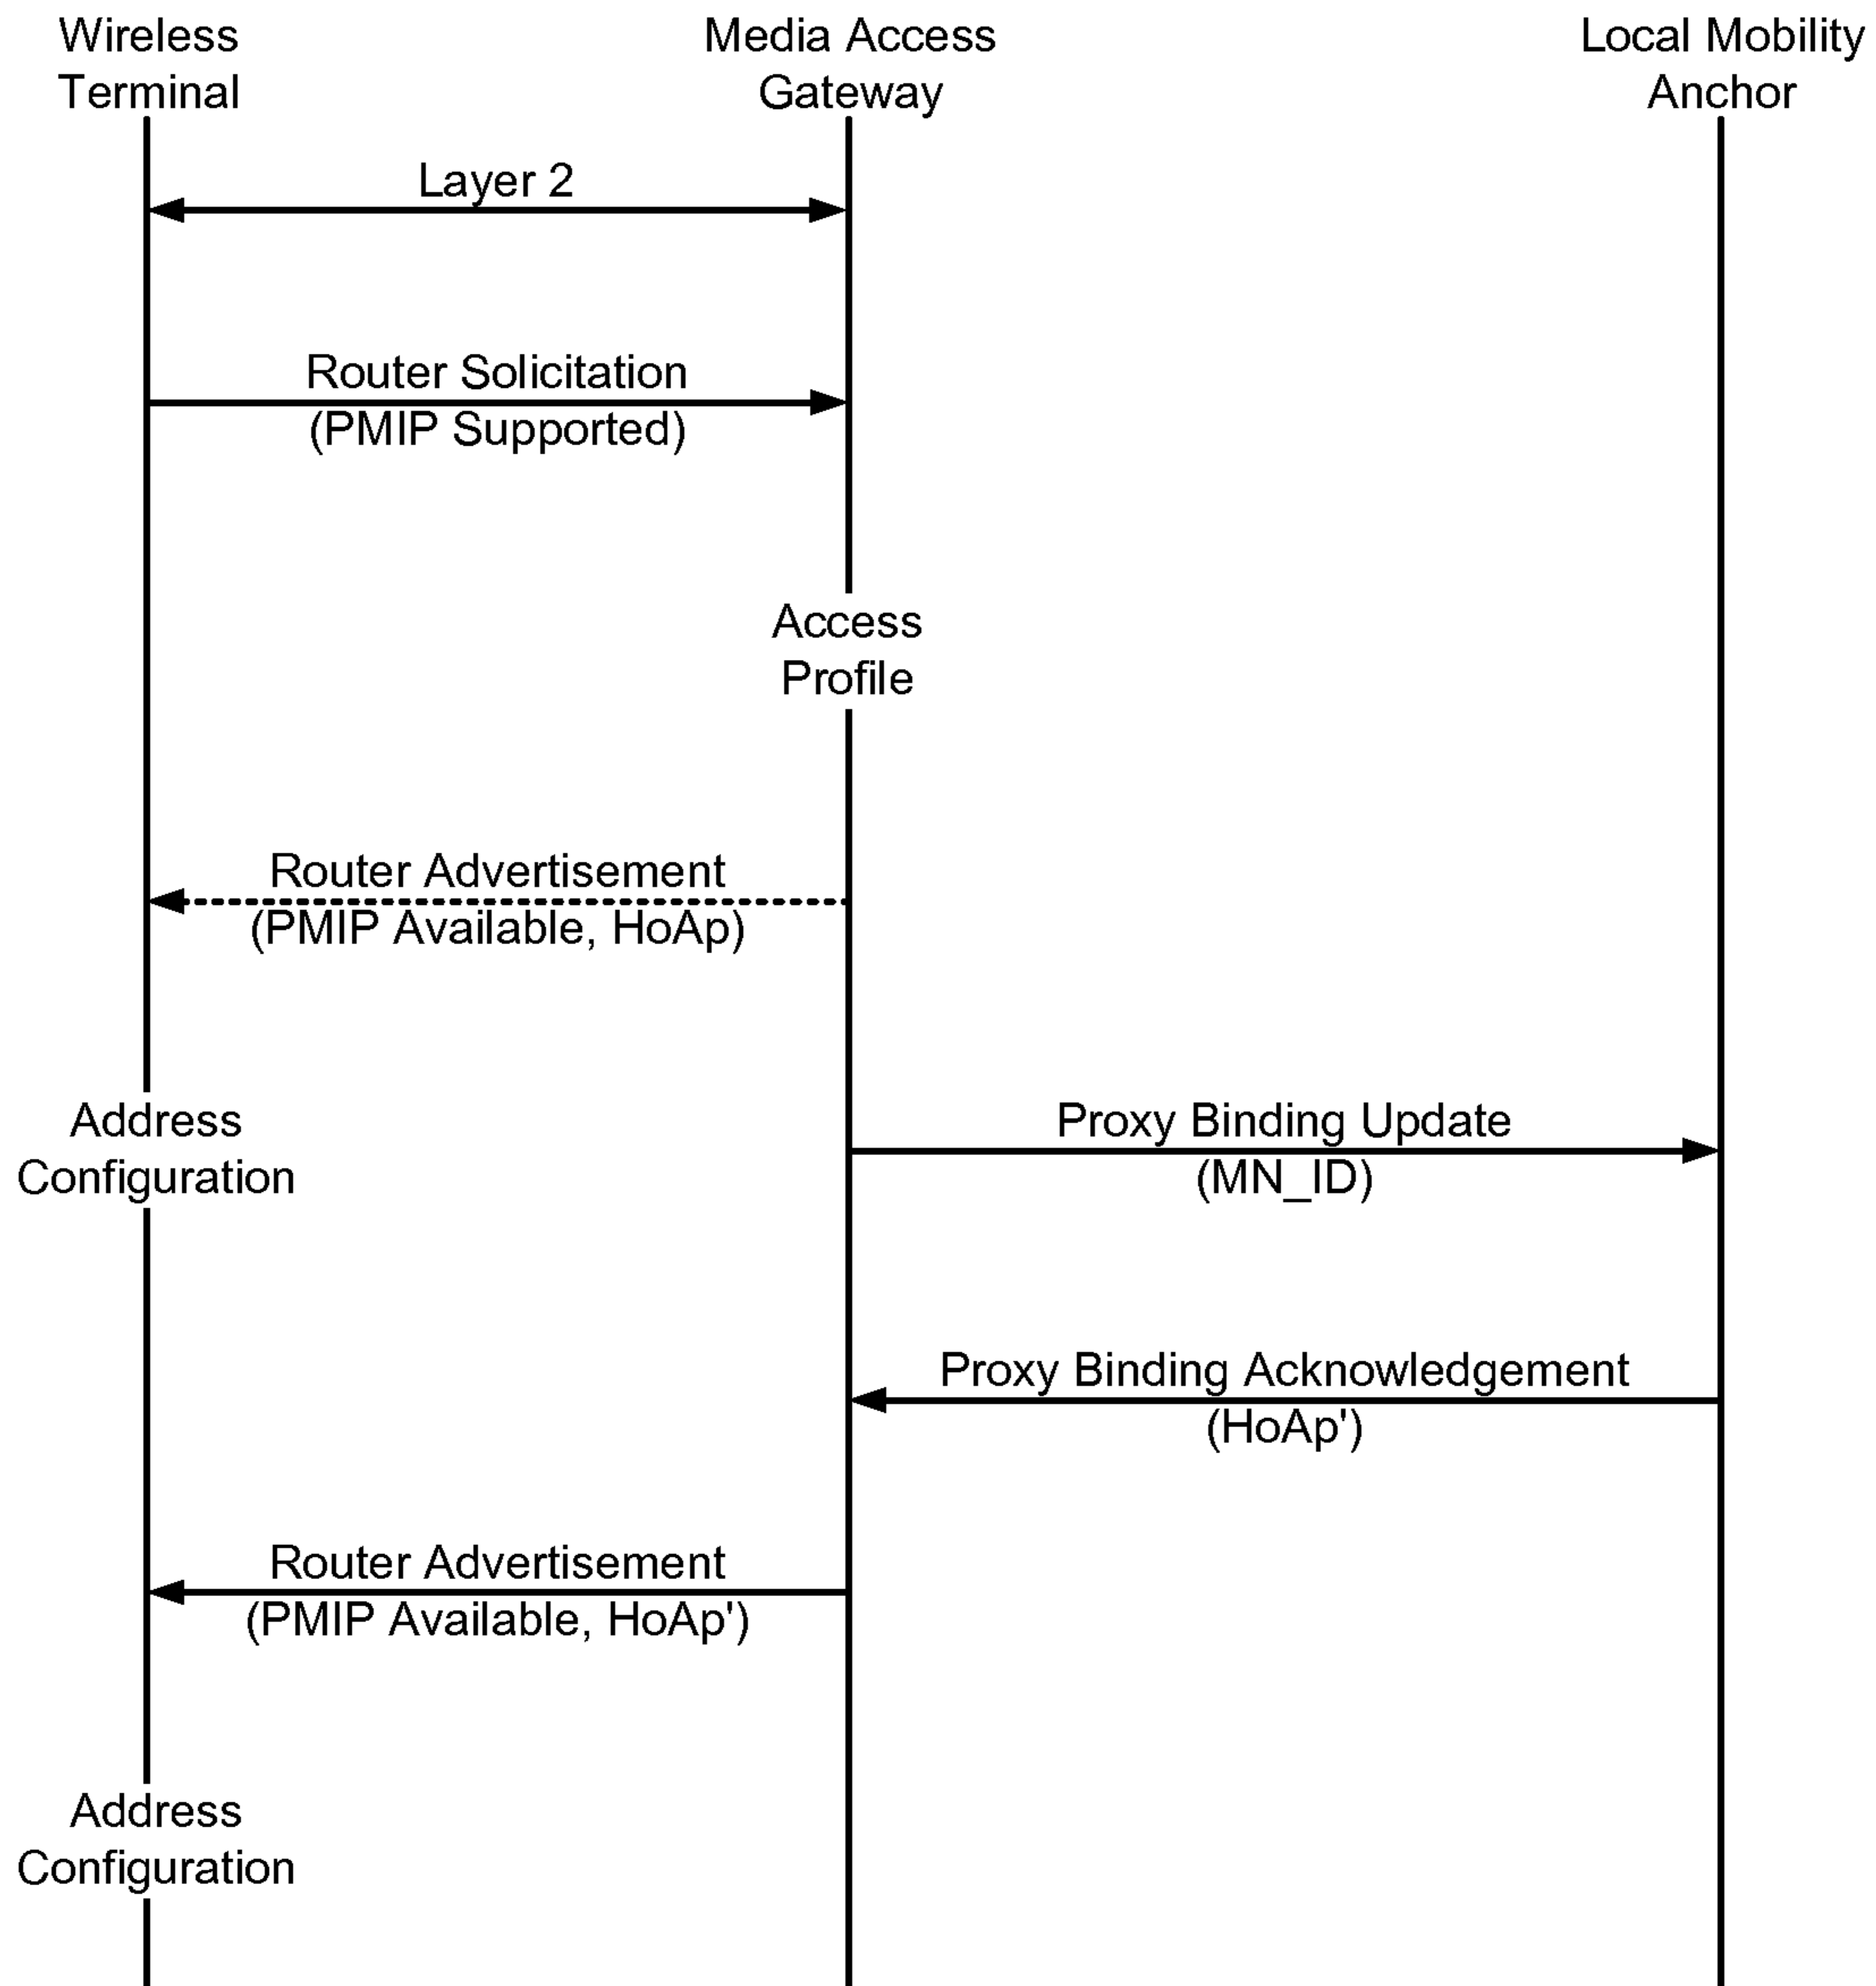 Wireless
Terminal
Media Access
Gateway
Local Mobility
Anchor
Layer 2
Router Solicitation
(PMIP Supported)
Access
Profile
Router Advertisement
(PMIP Available, HoAp)
Address
Configuration
Proxy Binding Update
(MN_ID)
Proxy Binding Acknowledgement
(HoAp')
Router Advertisement
(PMIP Available, HoAp')
Address
Configuration